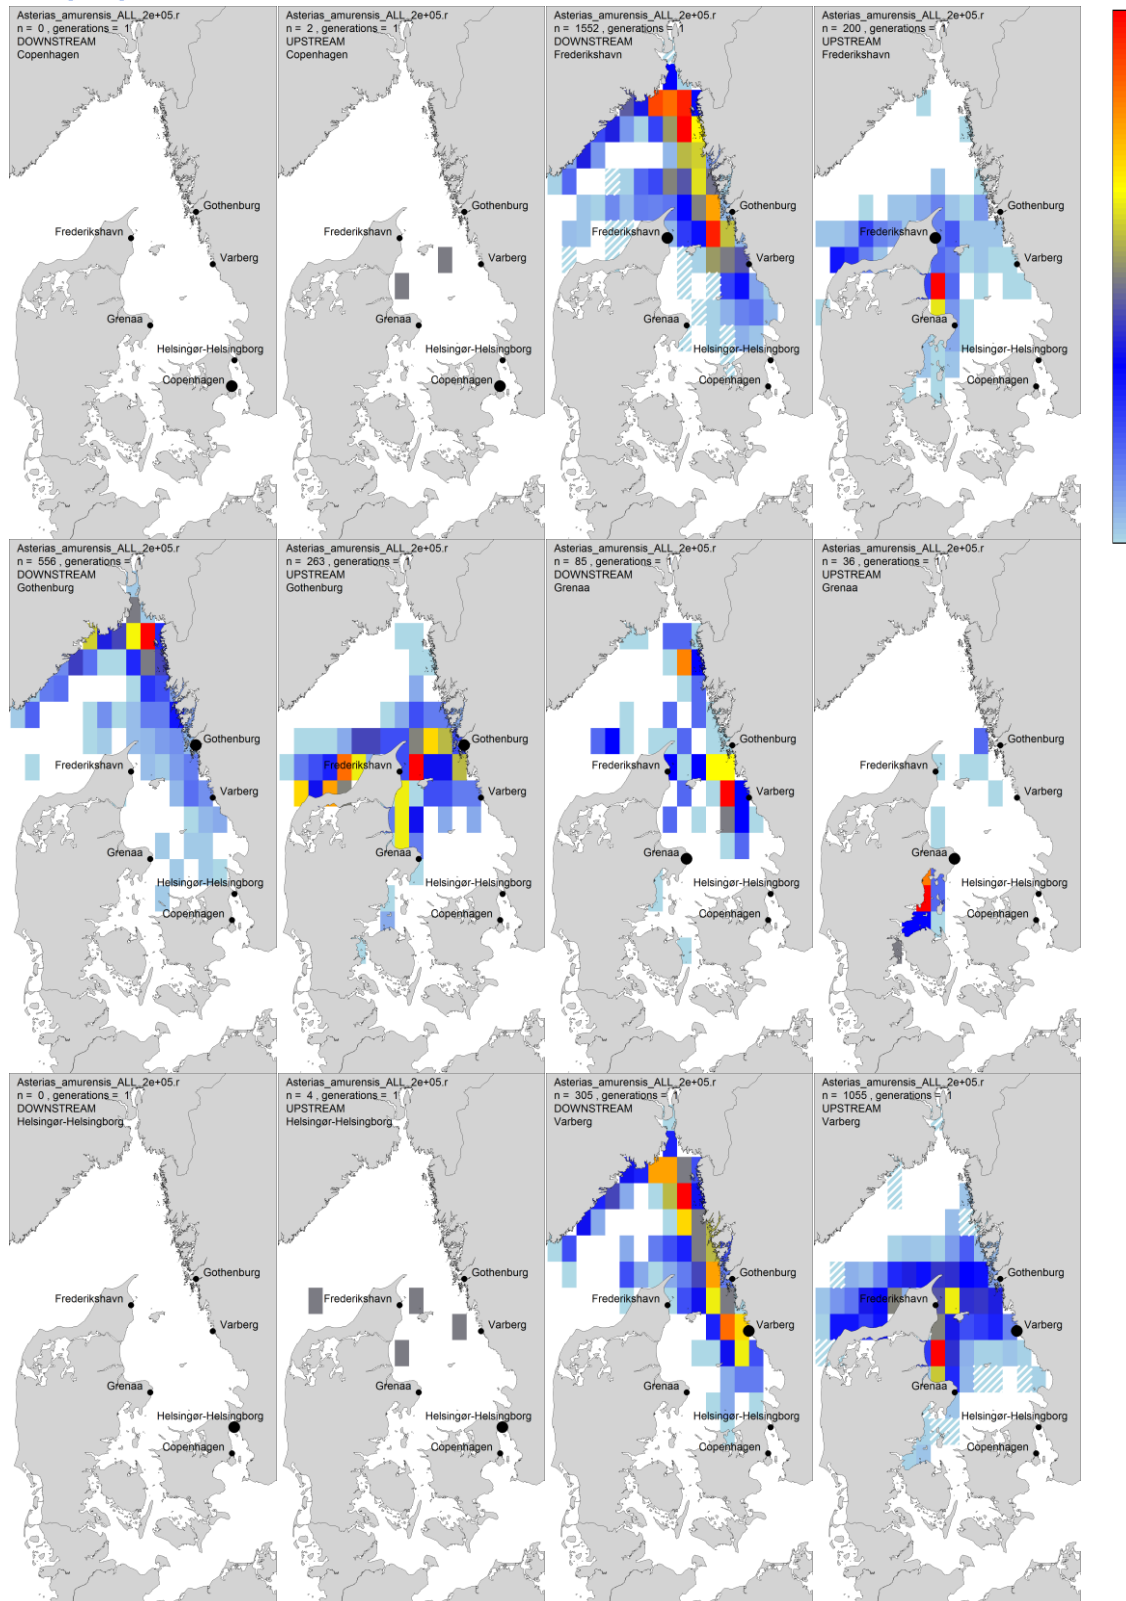 Asterias_amurensis_ALL_2e+05.r
n = 0 , generations = 1
DOWNSTREAM
Copenhagen
Gothenburg
Frederikshavn
Varberg
Grenaa
Helsingør-Helsingborg
Copenhagen
Asterias_amurensis_ALL_2e+05.r
n = 2 , generations = 1
UPSTREAM
Copenhagen
Gothenburg
Frederikshavn
Varberg
Grenaa
Helsingør-Helsingborg
Copenhagen
Asterias_amurensis_ALL_2e+05.r
n = 1552 , generations = 1
DOWNSTREAM
Frederikshavn
Gothenburg
Frederikshavn
Varberg
Grenaa
Helsingør-Helsingborg
Copenhagen
Asterias_amurensis_ALL_2e+05.r
n = 200 , generations = 1
UPSTREAM
Frederikshavn
Gothenburg
Frederikshavn
Varberg
Grenaa
Helsingør-Helsingborg
Copenhagen
Asterias_amurensis_ALL_2e+05.r
n = 556 , generations = 1
DOWNSTREAM
Gothenburg
Gothenburg
Frederikshavn
Varberg
Grenaa
Helsingør-Helsingborg
Copenhagen
Asterias_amurensis_ALL_2e+05.r
n = 263 , generations = 1
UPSTREAM
Gothenburg
Gothenburg
Frederikshavn
Varberg
Grenaa
Helsingør-Helsingborg
Copenhagen
Asterias_amurensis_ALL_2e+05.r
n = 85 , generations = 1
DOWNSTREAM
Grenaa
Gothenburg
Frederikshavn
Varberg
Grenaa
Helsingør-Helsingborg
Copenhagen
Asterias_amurensis_ALL_2e+05.r
n = 36 , generations = 1
UPSTREAM
Grenaa
Gothenburg
Frederikshavn
Varberg
Grenaa
Helsingør-Helsingborg
Copenhagen
Asterias_amurensis_ALL_2e+05.r
n = 0 , generations = 1
DOWNSTREAM
Helsingør-Helsingborg
Gothenburg
Frederikshavn
Varberg
Grenaa
Helsingør-Helsingborg
Copenhagen
Asterias_amurensis_ALL_2e+05.r
n = 4 , generations = 1
UPSTREAM
Helsingør-Helsingborg
Gothenburg
Frederikshavn
Varberg
Grenaa
Helsingør-Helsingborg
Copenhagen
Asterias_amurensis_ALL_2e+05.r
n = 305 , generations = 1
DOWNSTREAM
Varberg
Gothenburg
Frederikshavn
Varberg
Grenaa
Helsingør-Helsingborg
Copenhagen
Asterias_amurensis_ALL_2e+05.r
n = 1055 , generations = 1
UPSTREAM
Varberg
Gothenburg
Frederikshavn
Varberg
Grenaa
Helsingør-Helsingborg
Copenhagen